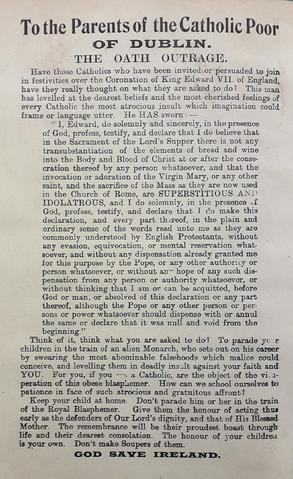 To the Parents of the Catholic Poor
OF DUBLIN.
THE OATH OUTRAGE.
Have those Catholics who have been invited or persuaded to join
in festivities over the Coronation of King Edward VII. of England,
have they really thought on what they are asked to do? This man
has levelled at the dearest beliefs and the most cherished feelings of
every Catholic the most atrocious insult which imagination could
frame or language utter. He HAS sworn:—
"I, Edward, do solemnly and sincerely, in the presence
of God, profess, testify, and declare that I do believe that
in the Sacrament of the Lord's Supper there is not any
transubstantiation of the elements of bread and wine
into the Body and Blood of Christ at or after the conse-
cration thereof by any person whatsoever, and that the
invocation or adoration of the Virgin Mary, or any other
saint, and the sacrifice of the Mass as they are now used
in the Church of Rome, are SUPERSTITIOUS AND
IDOLATROUS, and I do solemnly, in the presence of
God, profess, testify, and declare that I do make this
declaration, and every part thereof, in the plain and
ordinary sense of the words read unto me as they are
commonly understood by English Protestants, without
any evasion, equivocation, or mental reservation what-
soever, and without any dispensation already granted me
for this purpose by the Pope, or any other authority or
person whatsoever, or without any hope of any such dis-
pensation from any person or authority whatsoever, or
without thinking that I am or can be acquitted, before
God or man, or absolved of this declaration or any part
thereof, although the Pope or any other person or per-
sons or power whatsoever should dispense with or annul
the same or declare that it was null and void from the
beginning."
Think of it, think what you are asked to do? To parade your
children in the train of an alien Monarch, who sets out on his career
by swearing the most abominable falsehoods which malice could
conceive, and levelling them in deadly insult against your faith and
YOU. For you, if you a Catholic, are the object of the
peration of this obese blasphemer. How can we school ourselves to
patience in face of such atrocious and gratuitous affront?
Keep your child at home. Don't parade him or her in the train
of the Royal Blasphemer. Give them the honour of acting thus
early as the defenders of Our Lord's dignity, and that of His Blessed
Mother. The remembrance will be their proudest boast through
life and their dearest consolation. The honour of your children
is your own. Don't make Soupers of them.
GOD SAVE IRELAND.